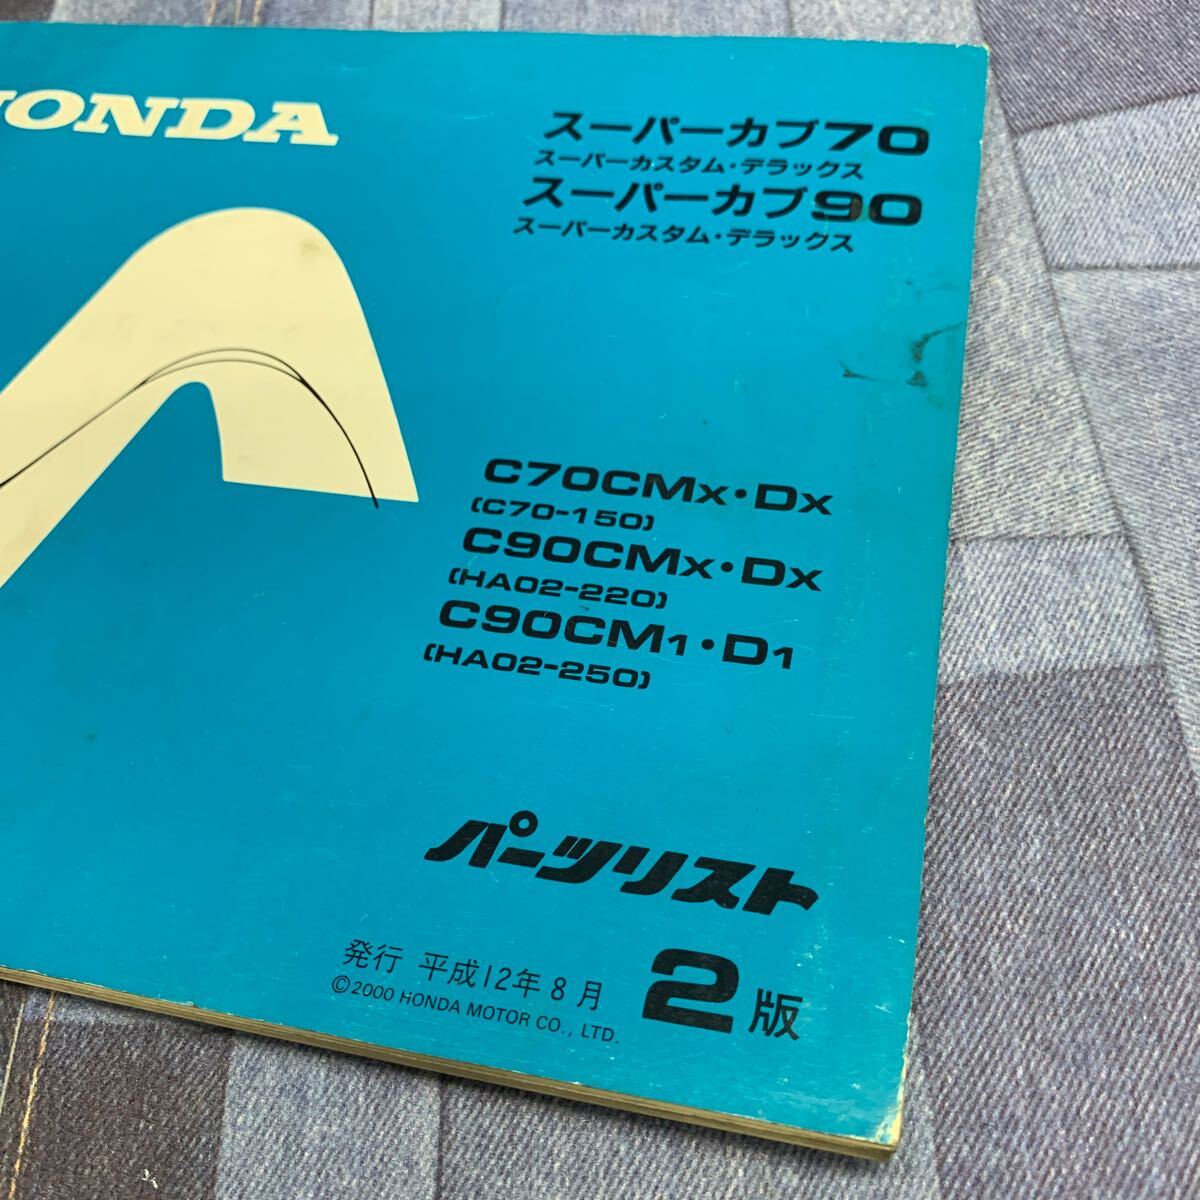 HONDA
スーパーカブ70
スーパーカスタム・デラックス
スーパーカブ90
スーパーカスタム・デラックス
C70CMX・DX
(C70-150)
C90CMX・DX
(HA02-220)
C90CM1・D1
(HA02-250)
パーツリスト
発行 平成12年8月 2版
©2000 HONDA MOTOR CO., LTD.